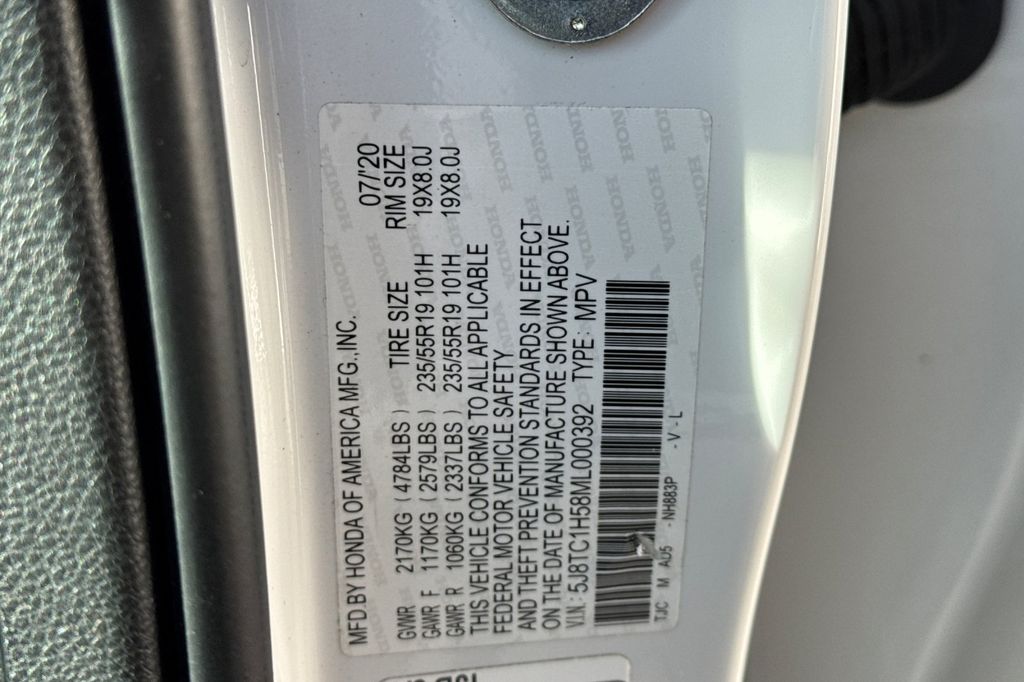 MFD.BY HONDA OF AMERICA MFG.,INC. 07/'20
TIRE SIZE RIM SIZE
GVWR 2170KG ( 4784LBS )
GAWR F 1170KG ( 2579LBS ) 235/55R19 101H 19X8.0J
GAWR R 1060KG ( 2337LBS ) 235/55R19 101H 19X8.0J
THIS VEHICLE CONFORMS TO ALL APPLICABLE
FEDERAL MOTOR VEHICLE SAFETY
AND THEFT PREVENTION STANDARDS IN EFFECT
ON THE DATE OF MANUFACTURE SHOWN ABOVE.
V.I.N.: 5J8TC1H58ML000392 TYPE: MPV
TJC M AU5 - NH883P - V - L